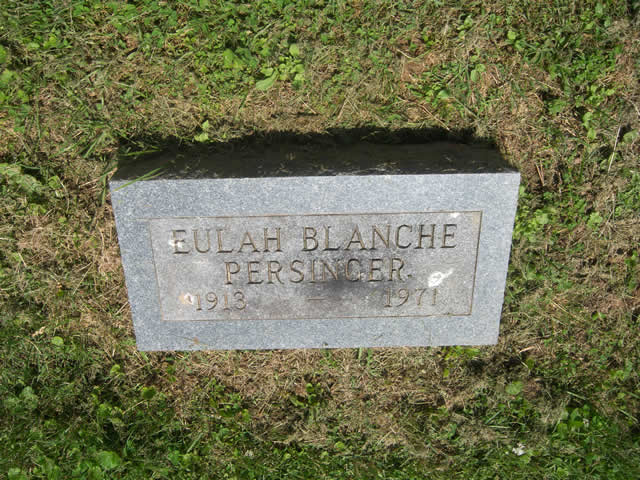 EULAH BLANCHE
PERSINGER
1913 – 1971